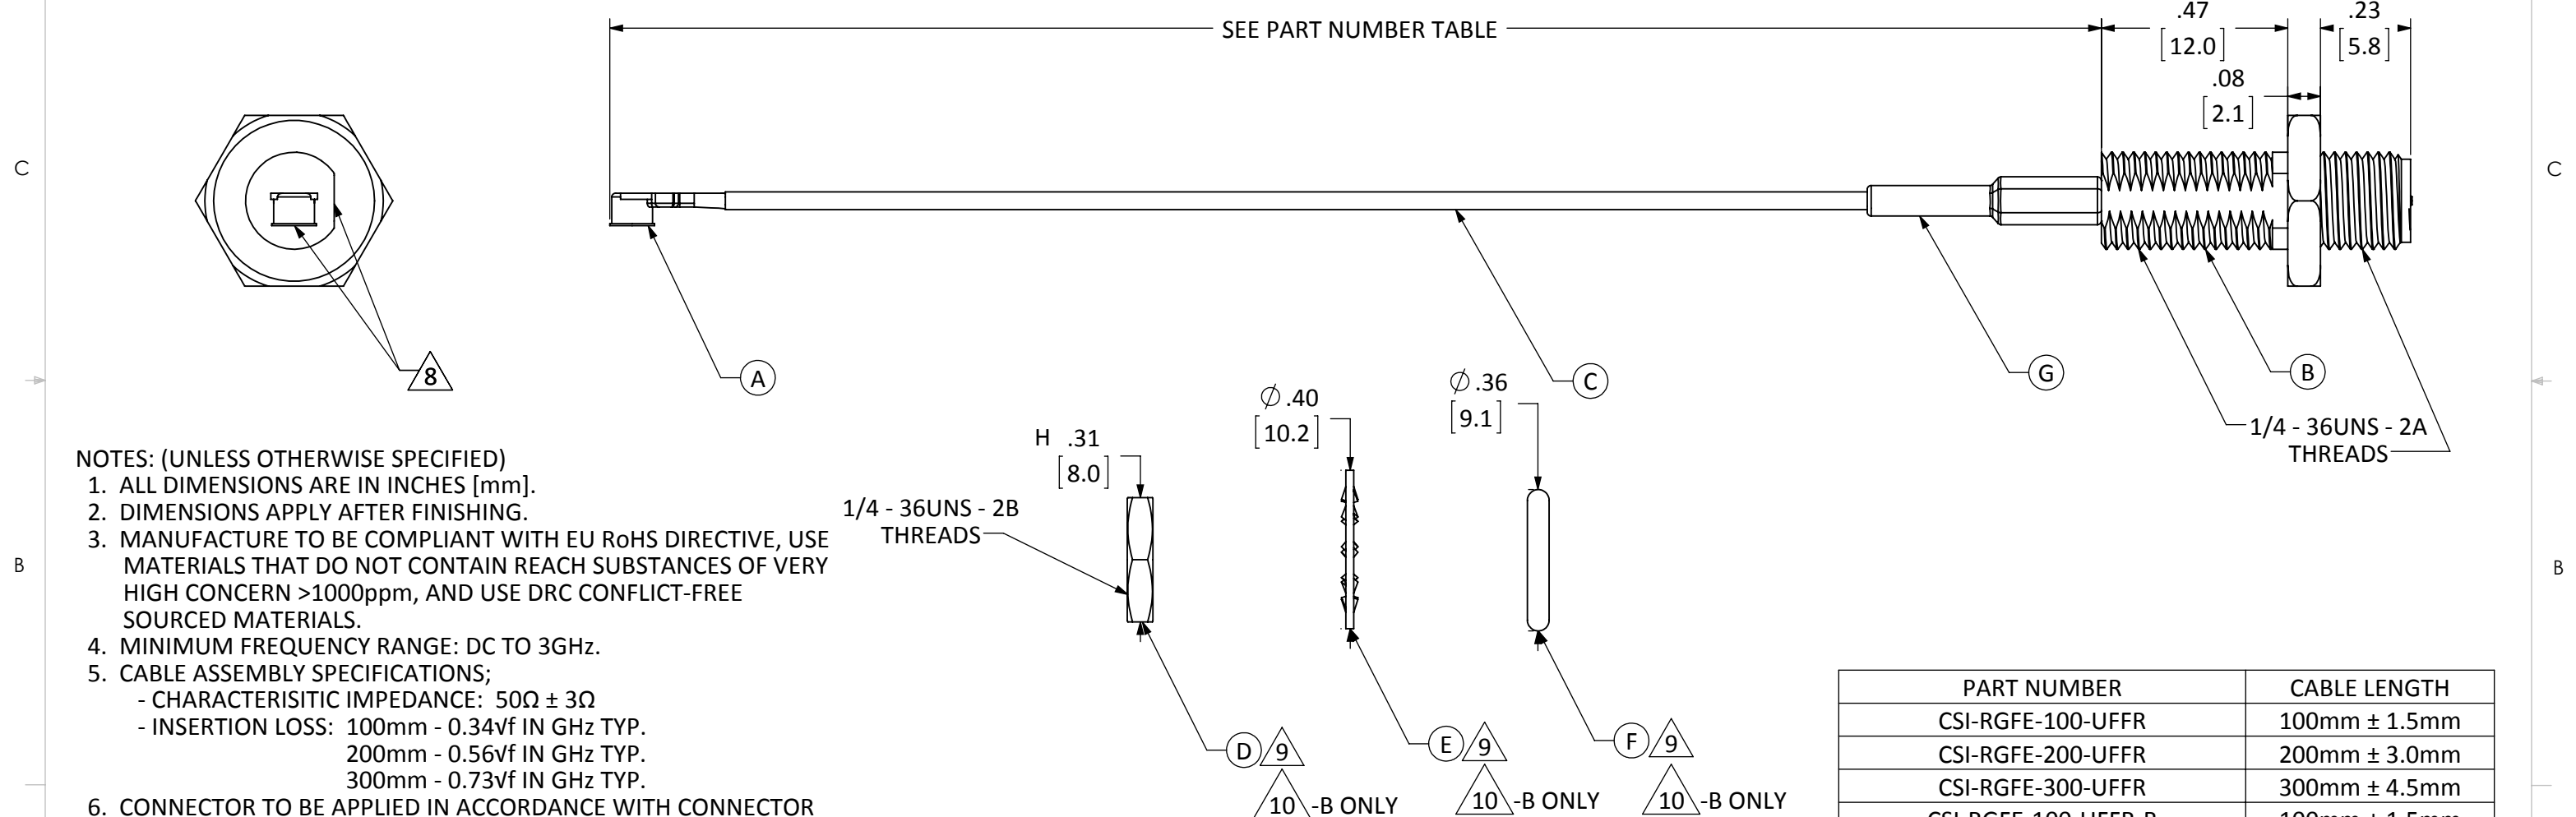 SEE PART NUMBER TABLE
.47
[12.0]
.23
[5.8]
.08
[2.1]
C
C
8
A
C
G
B
1/4 - 36UNS - 2A
THREADS
H .31
[8.0]
∅ .40
[10.2]
∅ .36
[9.1]
1/4 - 36UNS - 2B
THREADS
NOTES: (UNLESS OTHERWISE SPECIFIED)
1. ALL DIMENSIONS ARE IN INCHES [mm].
2. DIMENSIONS APPLY AFTER FINISHING.
3. MANUFACTURE TO BE COMPLIANT WITH EU RoHS DIRECTIVE, USE
MATERIALS THAT DO NOT CONTAIN REACH SUBSTANCES OF VERY
HIGH CONCERN >1000ppm, AND USE DRC CONFLICT-FREE
SOURCED MATERIALS.
4. MINIMUM FREQUENCY RANGE: DC TO 3GHz.
5. CABLE ASSEMBLY SPECIFICATIONS;
- CHARACTERISITIC IMPEDANCE: 50Ω ± 3Ω
- INSERTION LOSS: 100mm - 0.34√f IN GHz TYP.
200mm - 0.56√f IN GHz TYP.
300mm - 0.73√f IN GHz TYP.
6. CONNECTOR TO BE APPLIED IN ACCORDANCE WITH CONNECTOR
B
B
D 9
10 -B ONLY
E 9
10 -B ONLY
F 9
10 -B ONLY
PART NUMBER CABLE LENGTH
CSI-RGFE-100-UFFR 100mm ± 1.5mm
CSI-RGFE-200-UFFR 200mm ± 3.0mm
CSI-RGFE-300-UFFR 300mm ± 4.5mm
CSI-RGFE-100-UFFR-B 100mm ± 1.5mm